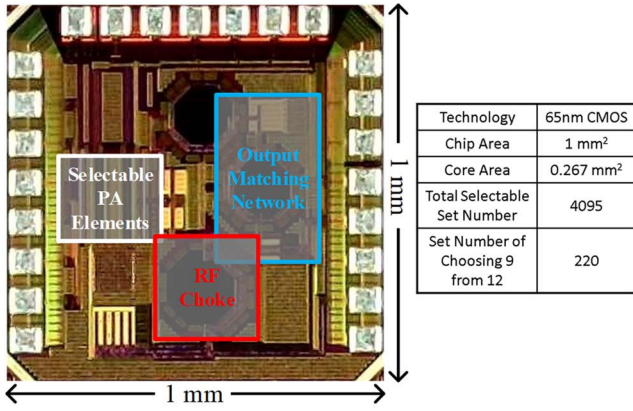 Selectable
PA
Elements
Output
Matching
Network
RF
Choke
1 mm
1 mm
Technology 65nm CMOS
Chip Area 1 mm²
Core Area 0.267 mm²
Total Selectable
Set Number 4095
Set Number of
Choosing 9
from 12 220